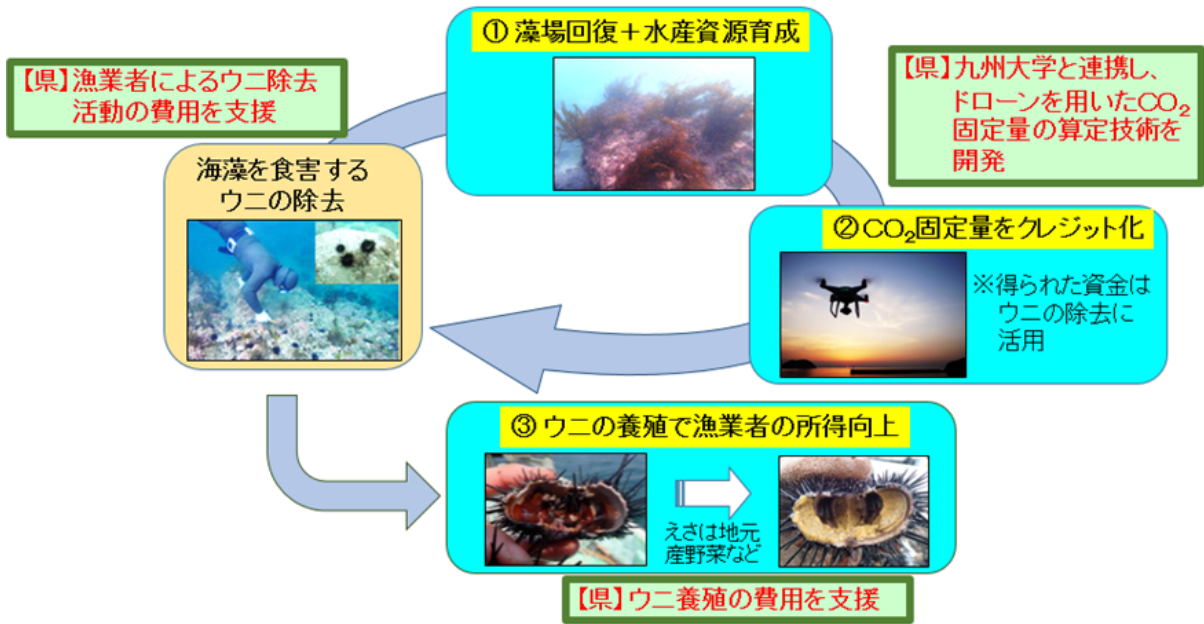 ① 藻場回復＋水産資源育成
【県】漁業者によるウニ除去
活動の費用を支援
【県】九州大学と連携し、
ドローンを用いたCO₂
固定量の算定技術を
開発
海藻を食害する
ウニの除去
② CO₂固定量をクレジット化
※得られた資金は
ウニの除去に
活用
③ ウニの養殖で漁業者の所得向上
えさは地元
産野菜など
【県】ウニ養殖の費用を支援